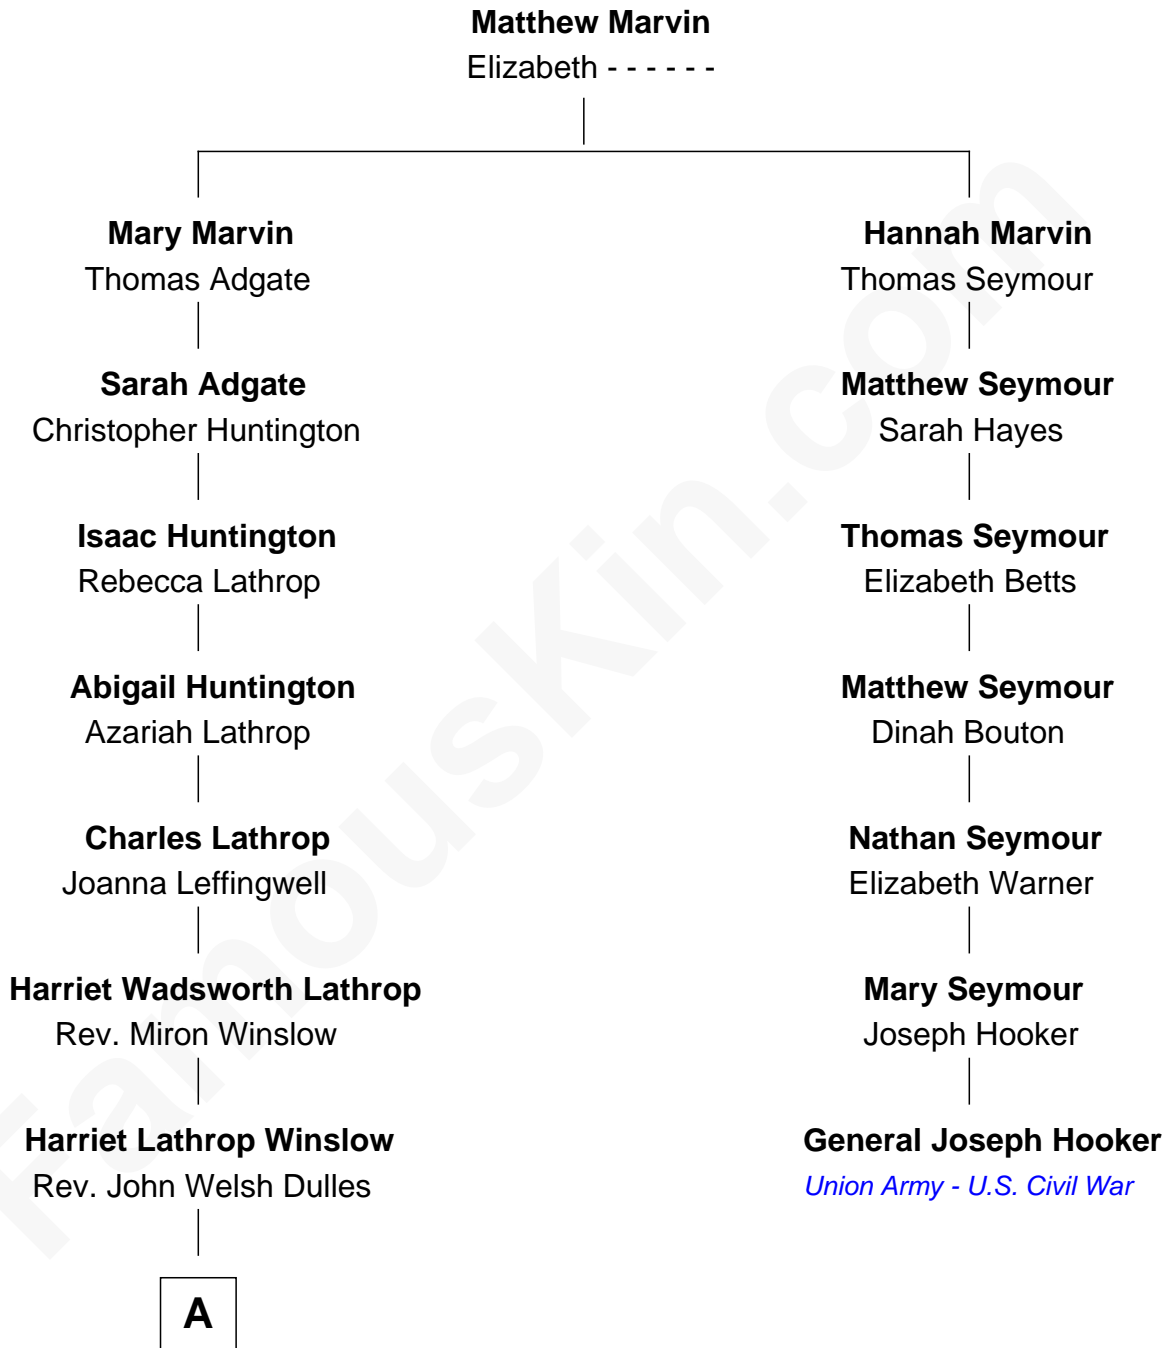 Matthew Marvin
Elizabeth - - - - - -
Mary Marvin
Thomas Adgate
Hannah Marvin
Thomas Seymour
Sarah Adgate
Christopher Huntington
Matthew Seymour
Sarah Hayes
Isaac Huntington
Rebecca Lathrop
Thomas Seymour
Elizabeth Betts
Abigail Huntington
Azariah Lathrop
Matthew Seymour
Dinah Bouton
Charles Lathrop
Joanna Leffingwell
Nathan Seymour
Elizabeth Warner
Harriet Wadsworth Lathrop
Rev. Miron Winslow
Mary Seymour
Joseph Hooker
Harriet Lathrop Winslow
Rev. John Welsh Dulles
General Joseph Hooker
Union Army - U.S. Civil War
A
FamousKin.com